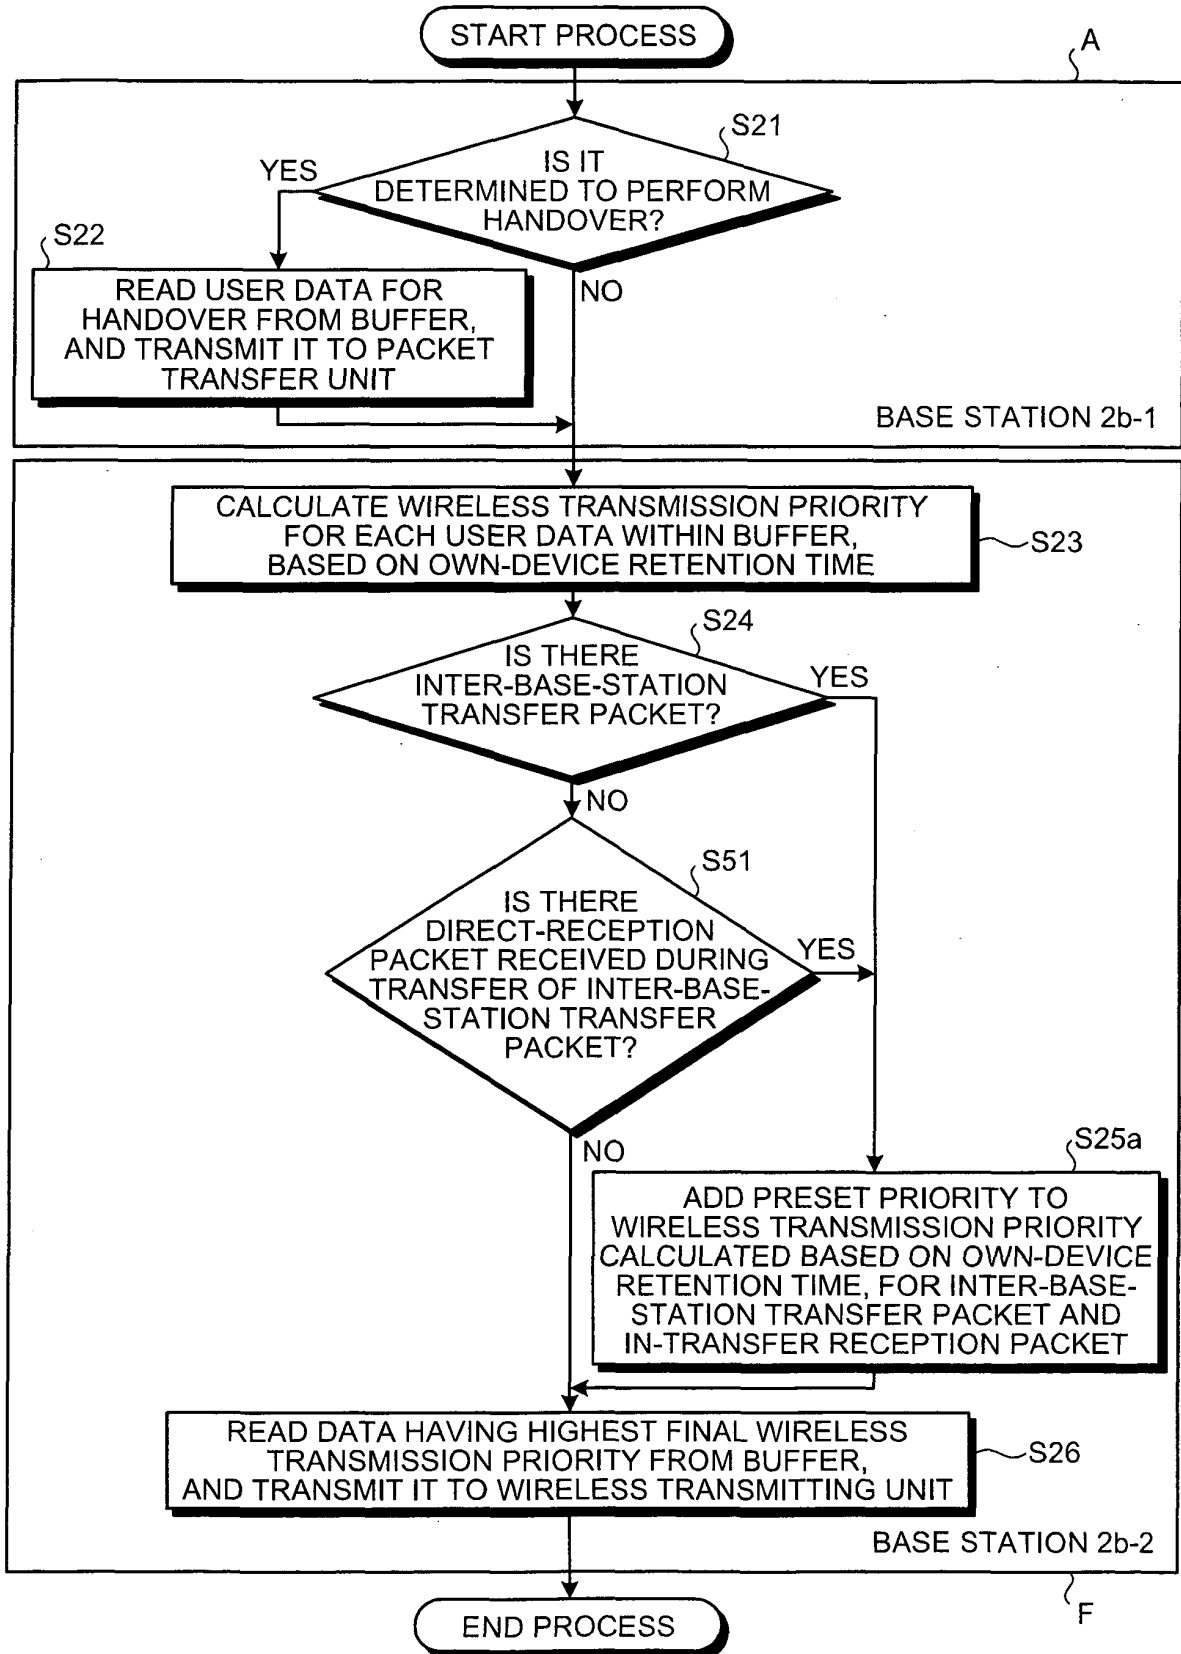 START PROCESS
A
S21
IS IT
DETERMINED TO PERFORM
HANDOVER?
YES
NO
S22
READ USER DATA FOR
HANDOVER FROM BUFFER,
AND TRANSMIT IT TO PACKET
TRANSFER UNIT
BASE STATION 2b-1
CALCULATE WIRELESS TRANSMISSION PRIORITY
FOR EACH USER DATA WITHIN BUFFER,
BASED ON OWN-DEVICE RETENTION TIME
S23
S24
IS THERE
INTER-BASE-STATION
TRANSFER PACKET?
YES
NO
S51
IS THERE
DIRECT-RECEPTION
PACKET RECEIVED DURING
TRANSFER OF INTER-BASE-
STATION TRANSFER
PACKET?
YES
NO
S25a
ADD PRESET PRIORITY TO
WIRELESS TRANSMISSION PRIORITY
CALCULATED BASED ON OWN-DEVICE
RETENTION TIME, FOR INTER-BASE-
STATION TRANSFER PACKET AND
IN-TRANSFER RECEPTION PACKET
READ DATA HAVING HIGHEST FINAL WIRELESS
TRANSMISSION PRIORITY FROM BUFFER,
AND TRANSMIT IT TO WIRELESS TRANSMITTING UNIT
S26
BASE STATION 2b-2
F
END PROCESS